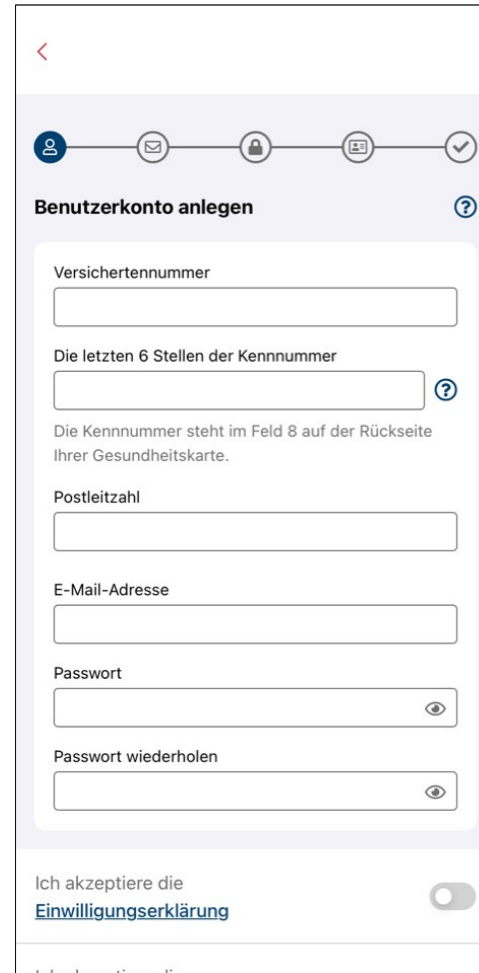 Benutzerkonto anlegen
Versichertennummer
Die letzten 6 Stellen der Kennnummer
Die Kennnummer steht im Feld 8 auf der Rückseite
Ihrer Gesundheitskarte.
Postleitzahl
E-Mail-Adresse
Passwort
Passwort wiederholen
Ich akzeptiere die
Einwilligungserklärung